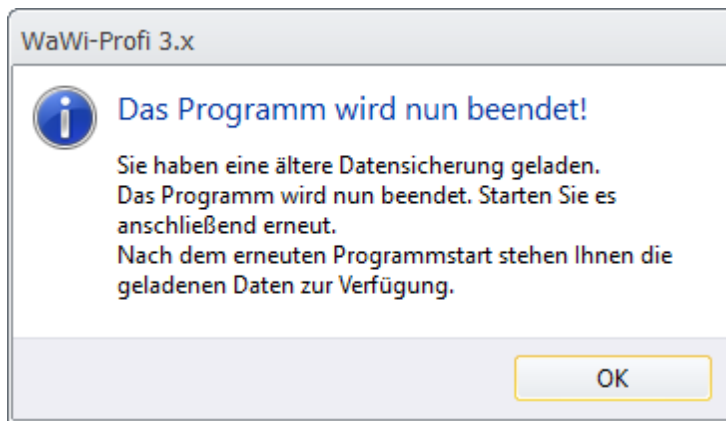 WaWi-Profi 3.x
Das Programm wird nun beendet!
Sie haben eine ältere Datensicherung geladen.
Das Programm wird nun beendet. Starten Sie es
anschließend erneut.
Nach dem erneuten Programmstart stehen Ihnen die
geladenen Daten zur Verfügung.
OK